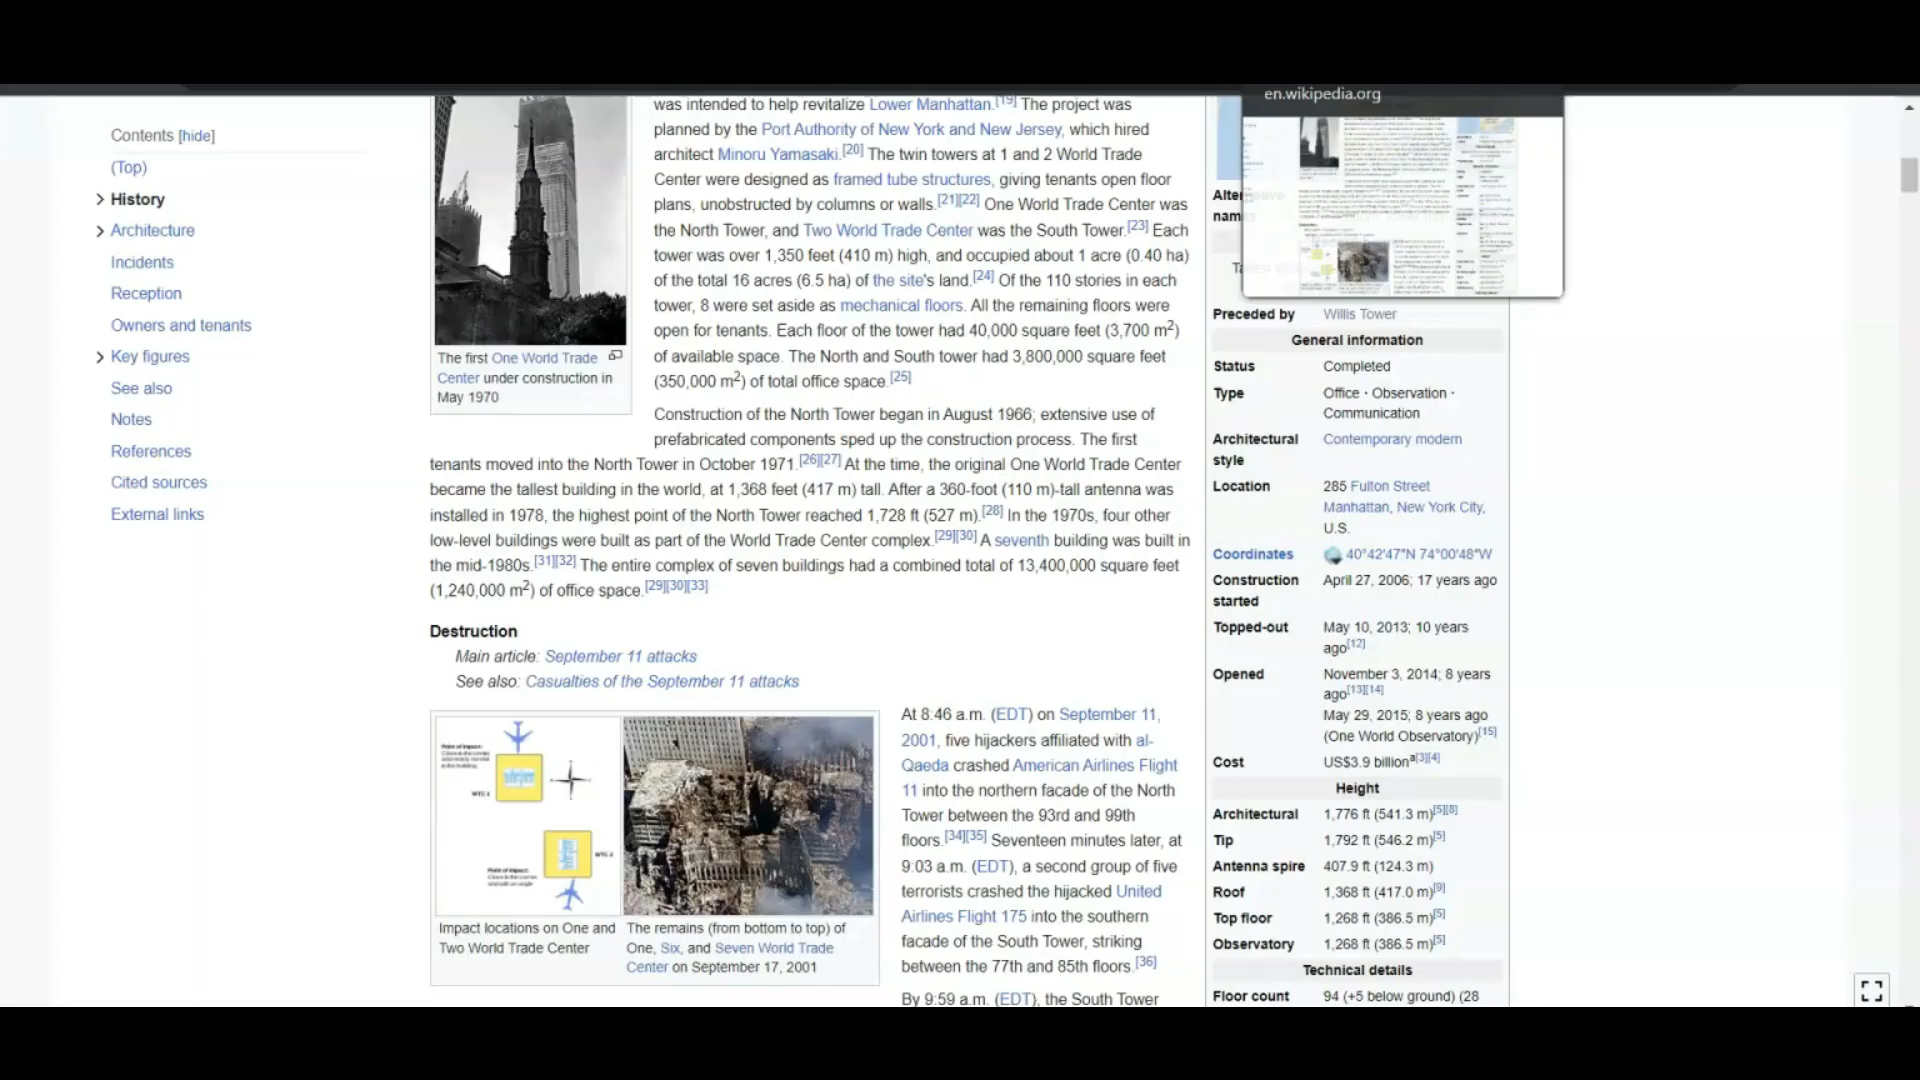 en.wikipedia.org
Contents [hide]
(Top)
History
Architecture
Incidents
Reception
Owners and tenants
Key figures
See also
Notes
References
Cited sources
External links
The first One World Trade
Center under construction in
May 1970
was intended to help revitalize Lower Manhattan.[19] The project was
planned by the Port Authority of New York and New Jersey, which hired
architect Minoru Yamasaki.[20] The twin towers at 1 and 2 World Trade
Center were designed as framed tube structures, giving tenants open floor
plans, unobstructed by columns or walls.[21][22] One World Trade Center was
the North Tower, and Two World Trade Center was the South Tower.[23] Each
tower was over 1,350 feet (410 m) high, and occupied about 1 acre (0.40 ha)
of the total 16 acres (6.5 ha) of the site's land.[24] Of the 110 stories in each
tower, 8 were set aside as mechanical floors. All the remaining floors were
open for tenants. Each floor of the tower had 40,000 square feet (3,700 m2)
of available space. The North and South tower had 3,800,000 square feet
(350,000 m2) of total office space.[25]
Construction of the North Tower began in August 1966; extensive use of
prefabricated components sped up the construction process. The first
tenants moved into the North Tower in October 1971.[26][27] At the time, the original One World Trade Center
became the tallest building in the world, at 1,368 feet (417 m) tall. After a 360-foot (110 m)-tall antenna was
installed in 1978, the highest point of the North Tower reached 1,728 ft (527 m).[28] In the 1970s, four other
low-level buildings were built as part of the World Trade Center complex.[29][30] A seventh building was built in
the mid-1980s.[31][32] The entire complex of seven buildings had a combined total of 13,400,000 square feet
(1,240,000 m2) of office space.[29][30][33]
Destruction
Main article: September 11 attacks
See also: Casualties of the September 11 attacks
Point of Impact:
WTC 1
WTC 2
Point of Impact:
Impact locations on One and
Two World Trade Center
The remains (from bottom to top) of
One, Six, and Seven World Trade
Center on September 17, 2001
At 8:46 a.m. (EDT) on September 11,
2001, five hijackers affiliated with al-
Qaeda crashed American Airlines Flight
11 into the northern facade of the North
Tower between the 93rd and 99th
floors.[34][35] Seventeen minutes later, at
9:03 a.m. (EDT), a second group of five
terrorists crashed the hijacked United
Airlines Flight 175 into the southern
facade of the South Tower, striking
between the 77th and 85th floors.[36]
By 9:59 a.m. (EDT), the South Tower
Alternative
names
Preceded by Willis Tower
General information
Status Completed
Type Office · Observation ·
Communication
Architectural Contemporary modern
style
Location 285 Fulton Street
Manhattan, New York City,
U.S.
Coordinates 40°42′47″N 74°00′48″W
Construction April 27, 2006; 17 years ago
started
Topped-out May 10, 2013; 10 years
ago[12]
Opened November 3, 2014; 8 years
ago[13][14]
May 29, 2015; 8 years ago
(One World Observatory)[15]
Cost US$3.9 billiona[3][4]
Height
Architectural 1,776 ft (541.3 m)[5][8]
Tip 1,792 ft (546.2 m)[5]
Antenna spire 407.9 ft (124.3 m)
Roof 1,368 ft (417.0 m)[9]
Top floor 1,268 ft (386.5 m)[5]
Observatory 1,268 ft (386.5 m)[5]
Technical details
Floor count 94 (+5 below ground) (28